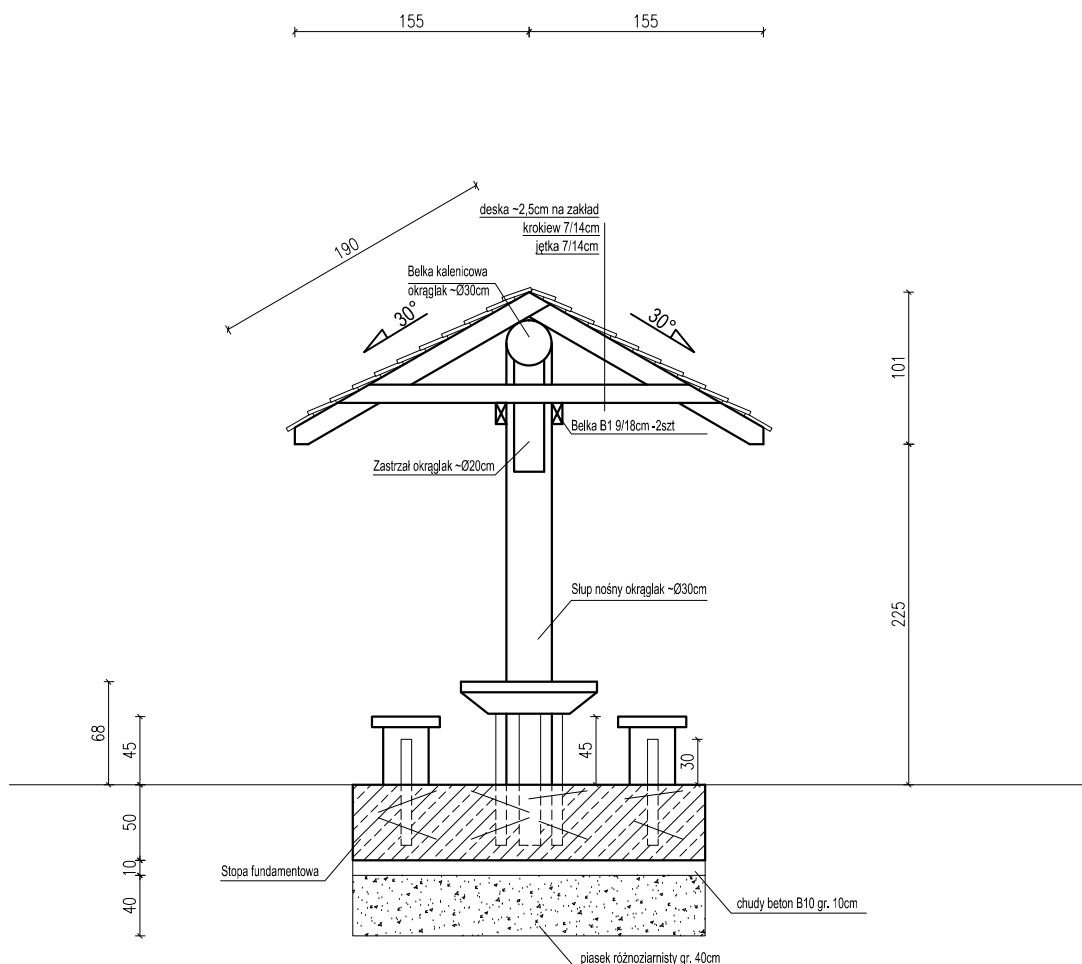 155
155
190
deska ~2,5cm na zakład
krokiew 7/14cm
jętka 7/14cm
Belka kalenicowa
okrąglak ~Ø30cm
30°
30°
101
Belka B1 9/18cm -2szt
Zastrzał okrąglak ~Ø20cm
Słup nośny okrąglak ~Ø30cm
225
68
45
45
30
50
10
40
Stopa fundamentowa
chudy beton B10 gr. 10cm
piasek różnoziarnisty gr. 40cm